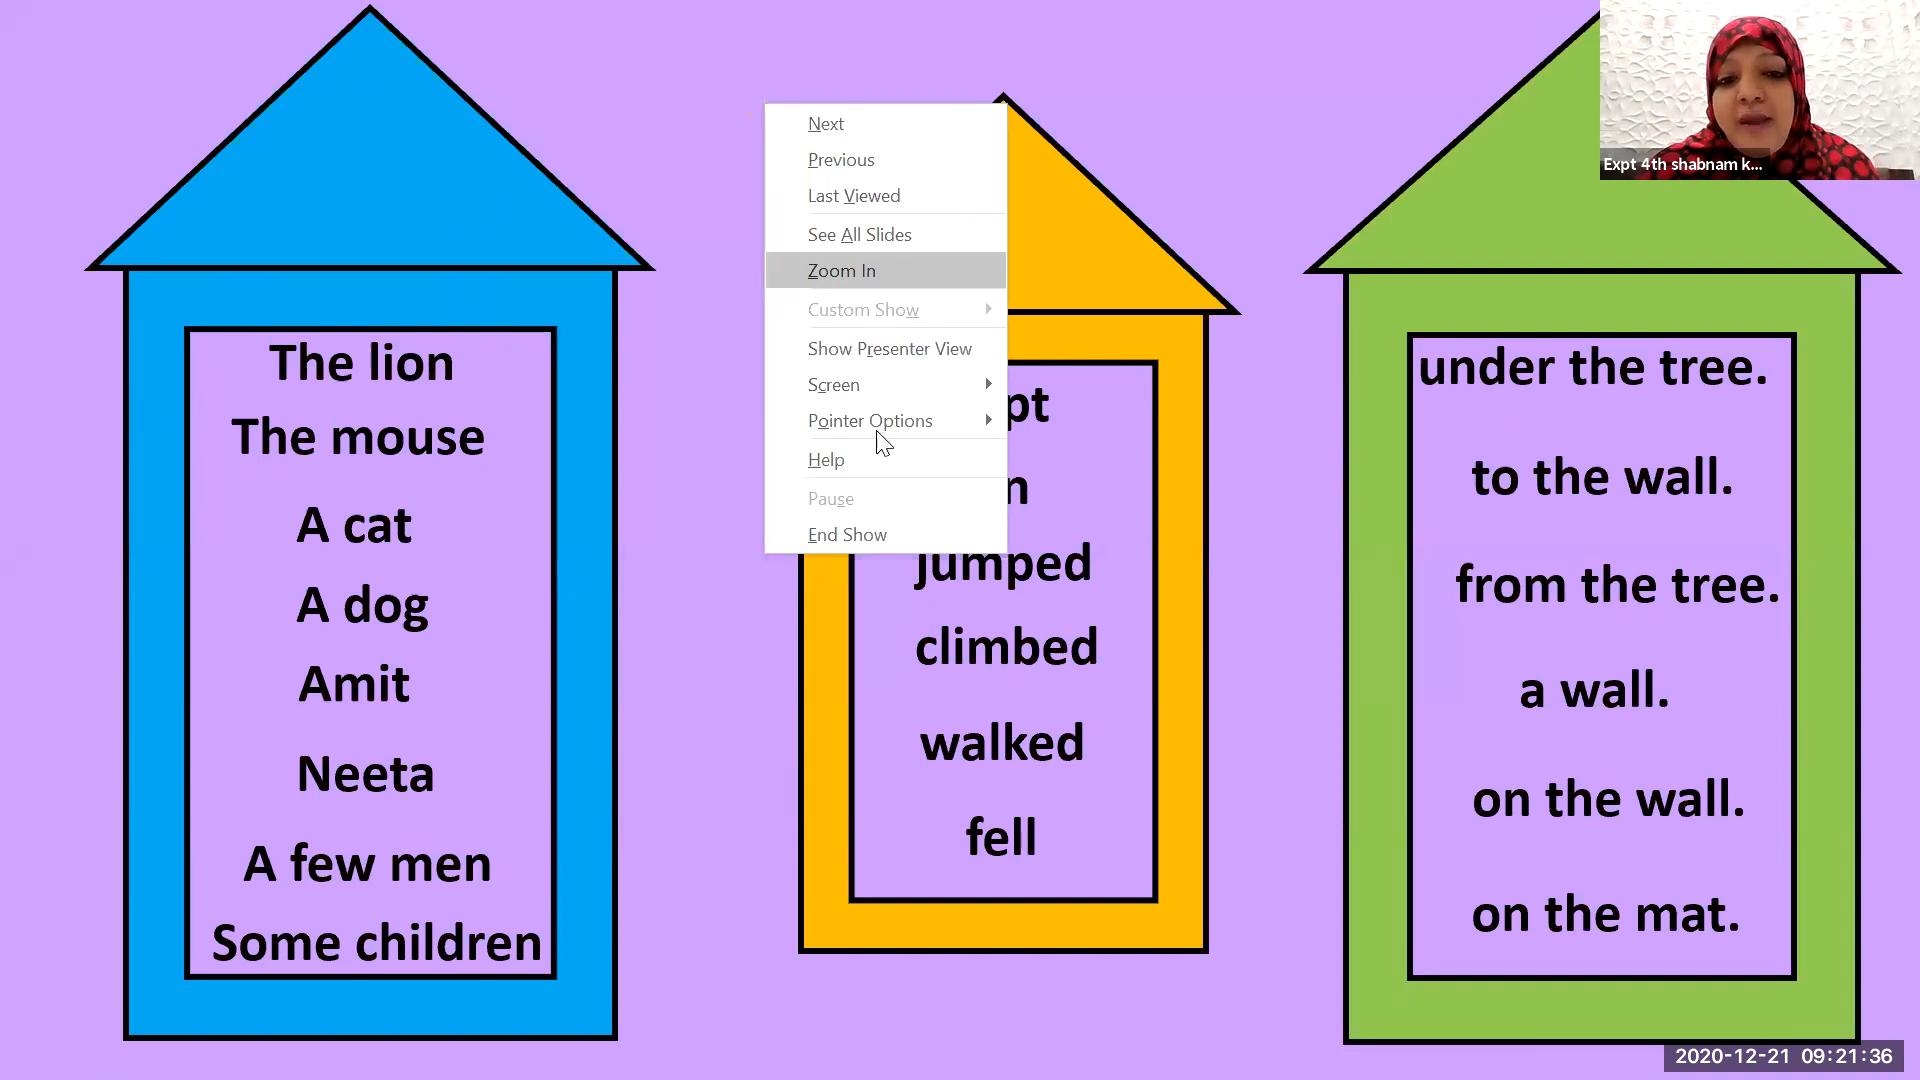 The lion
The mouse
A cat
A dog
Amit
Neeta
A few men
Some children
Next
Previous
Last Viewed
See All Slides
Zoom In
Custom Show
Show Presenter View
Screen
Pointer Options
Help
Pause
End Show
jumped
climbed
walked
fell
under the tree.
to the wall.
from the tree.
a wall.
on the wall.
on the mat.
Expt 4th shabnam k...
2020-12-21 09:21:36